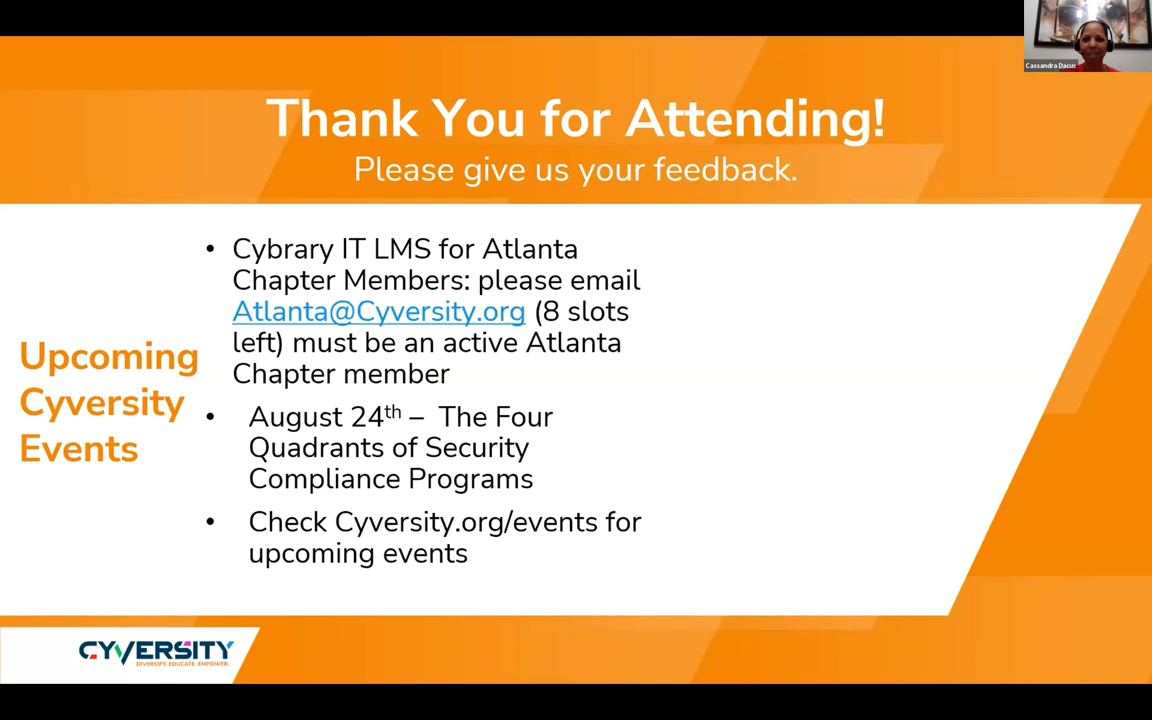 Cassandra Dacus
Thank You for Attending!
Please give us your feedback.
Upcoming
Cyversity
Events
• Cybrary IT LMS for Atlanta
Chapter Members: please email
Atlanta@Cyversity.org (8 slots
left) must be an active Atlanta
Chapter member
• August 24th – The Four
Quadrants of Security
Compliance Programs
• Check Cyversity.org/events for
upcoming events
CYVERSITY
DIVERSIFY. EDUCATE. EMPOWER.